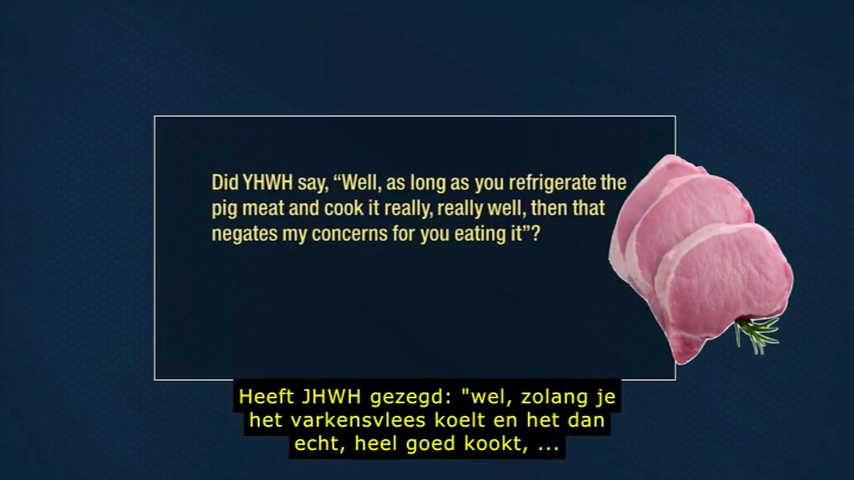 Did YHWH say, “Well, as long as you refrigerate the
pig meat and cook it really, really well, then that
negates my concerns for you eating it”?
Heeft JHWH gezegd: "wel, zolang je
het varkensvlees koelt en het dan
echt, heel goed kookt, ...